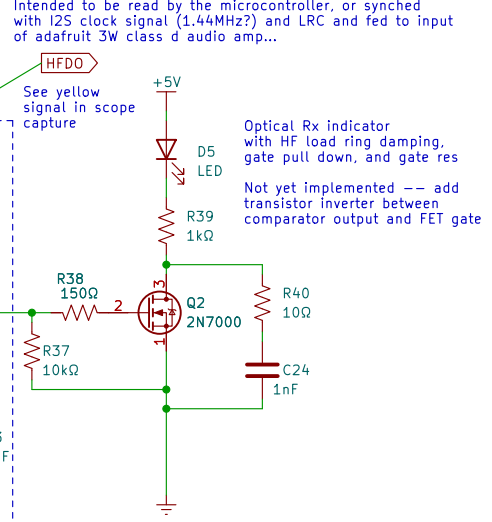 Intended to be read by the microcontroller, or synched
with I2S clock signal (1.44MHz?) and LRC and fed to input
of adafruit 3W class d audio amp...
HFDO
See yellow
signal in scope
capture
+5V
D5
LED
Optical Rx indicator
with HF load ring damping,
gate pull down, and gate res
Not yet implemented -- add
transistor inverter between
comparator output and FET gate
R39
1kΩ
R38
150Ω
2
3
1
Q2
2N7000
R40
10Ω
R37
10kΩ
C24
1nF
F